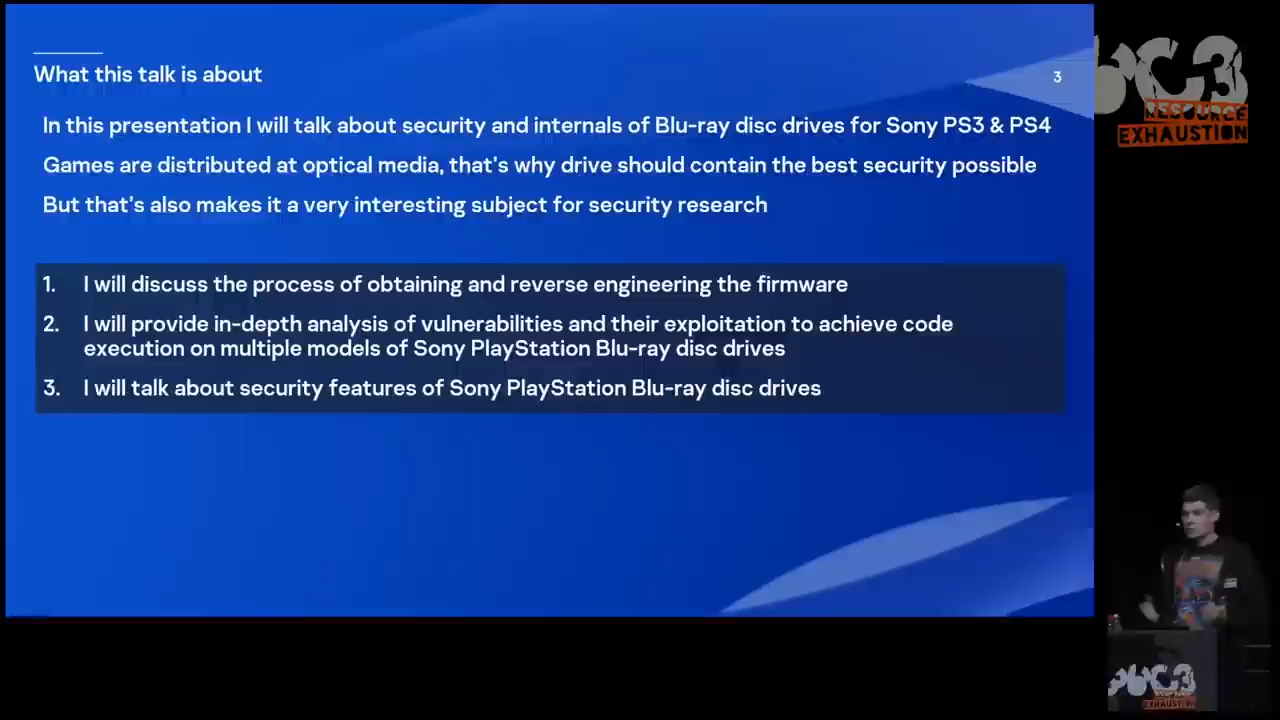 What this talk is about
3
In this presentation I will talk about security and internals of Blu-ray disc drives for Sony PS3 & PS4
Games are distributed at optical media, that's why drive should contain the best security possible
But that's also makes it a very interesting subject for security research
1. I will discuss the process of obtaining and reverse engineering the firmware
2. I will provide in-depth analysis of vulnerabilities and their exploitation to achieve code
execution on multiple models of Sony PlayStation Blu-ray disc drives
3. I will talk about security features of Sony PlayStation Blu-ray disc drives
RESOURCE
EXHAUSTION
EXHAUSTION